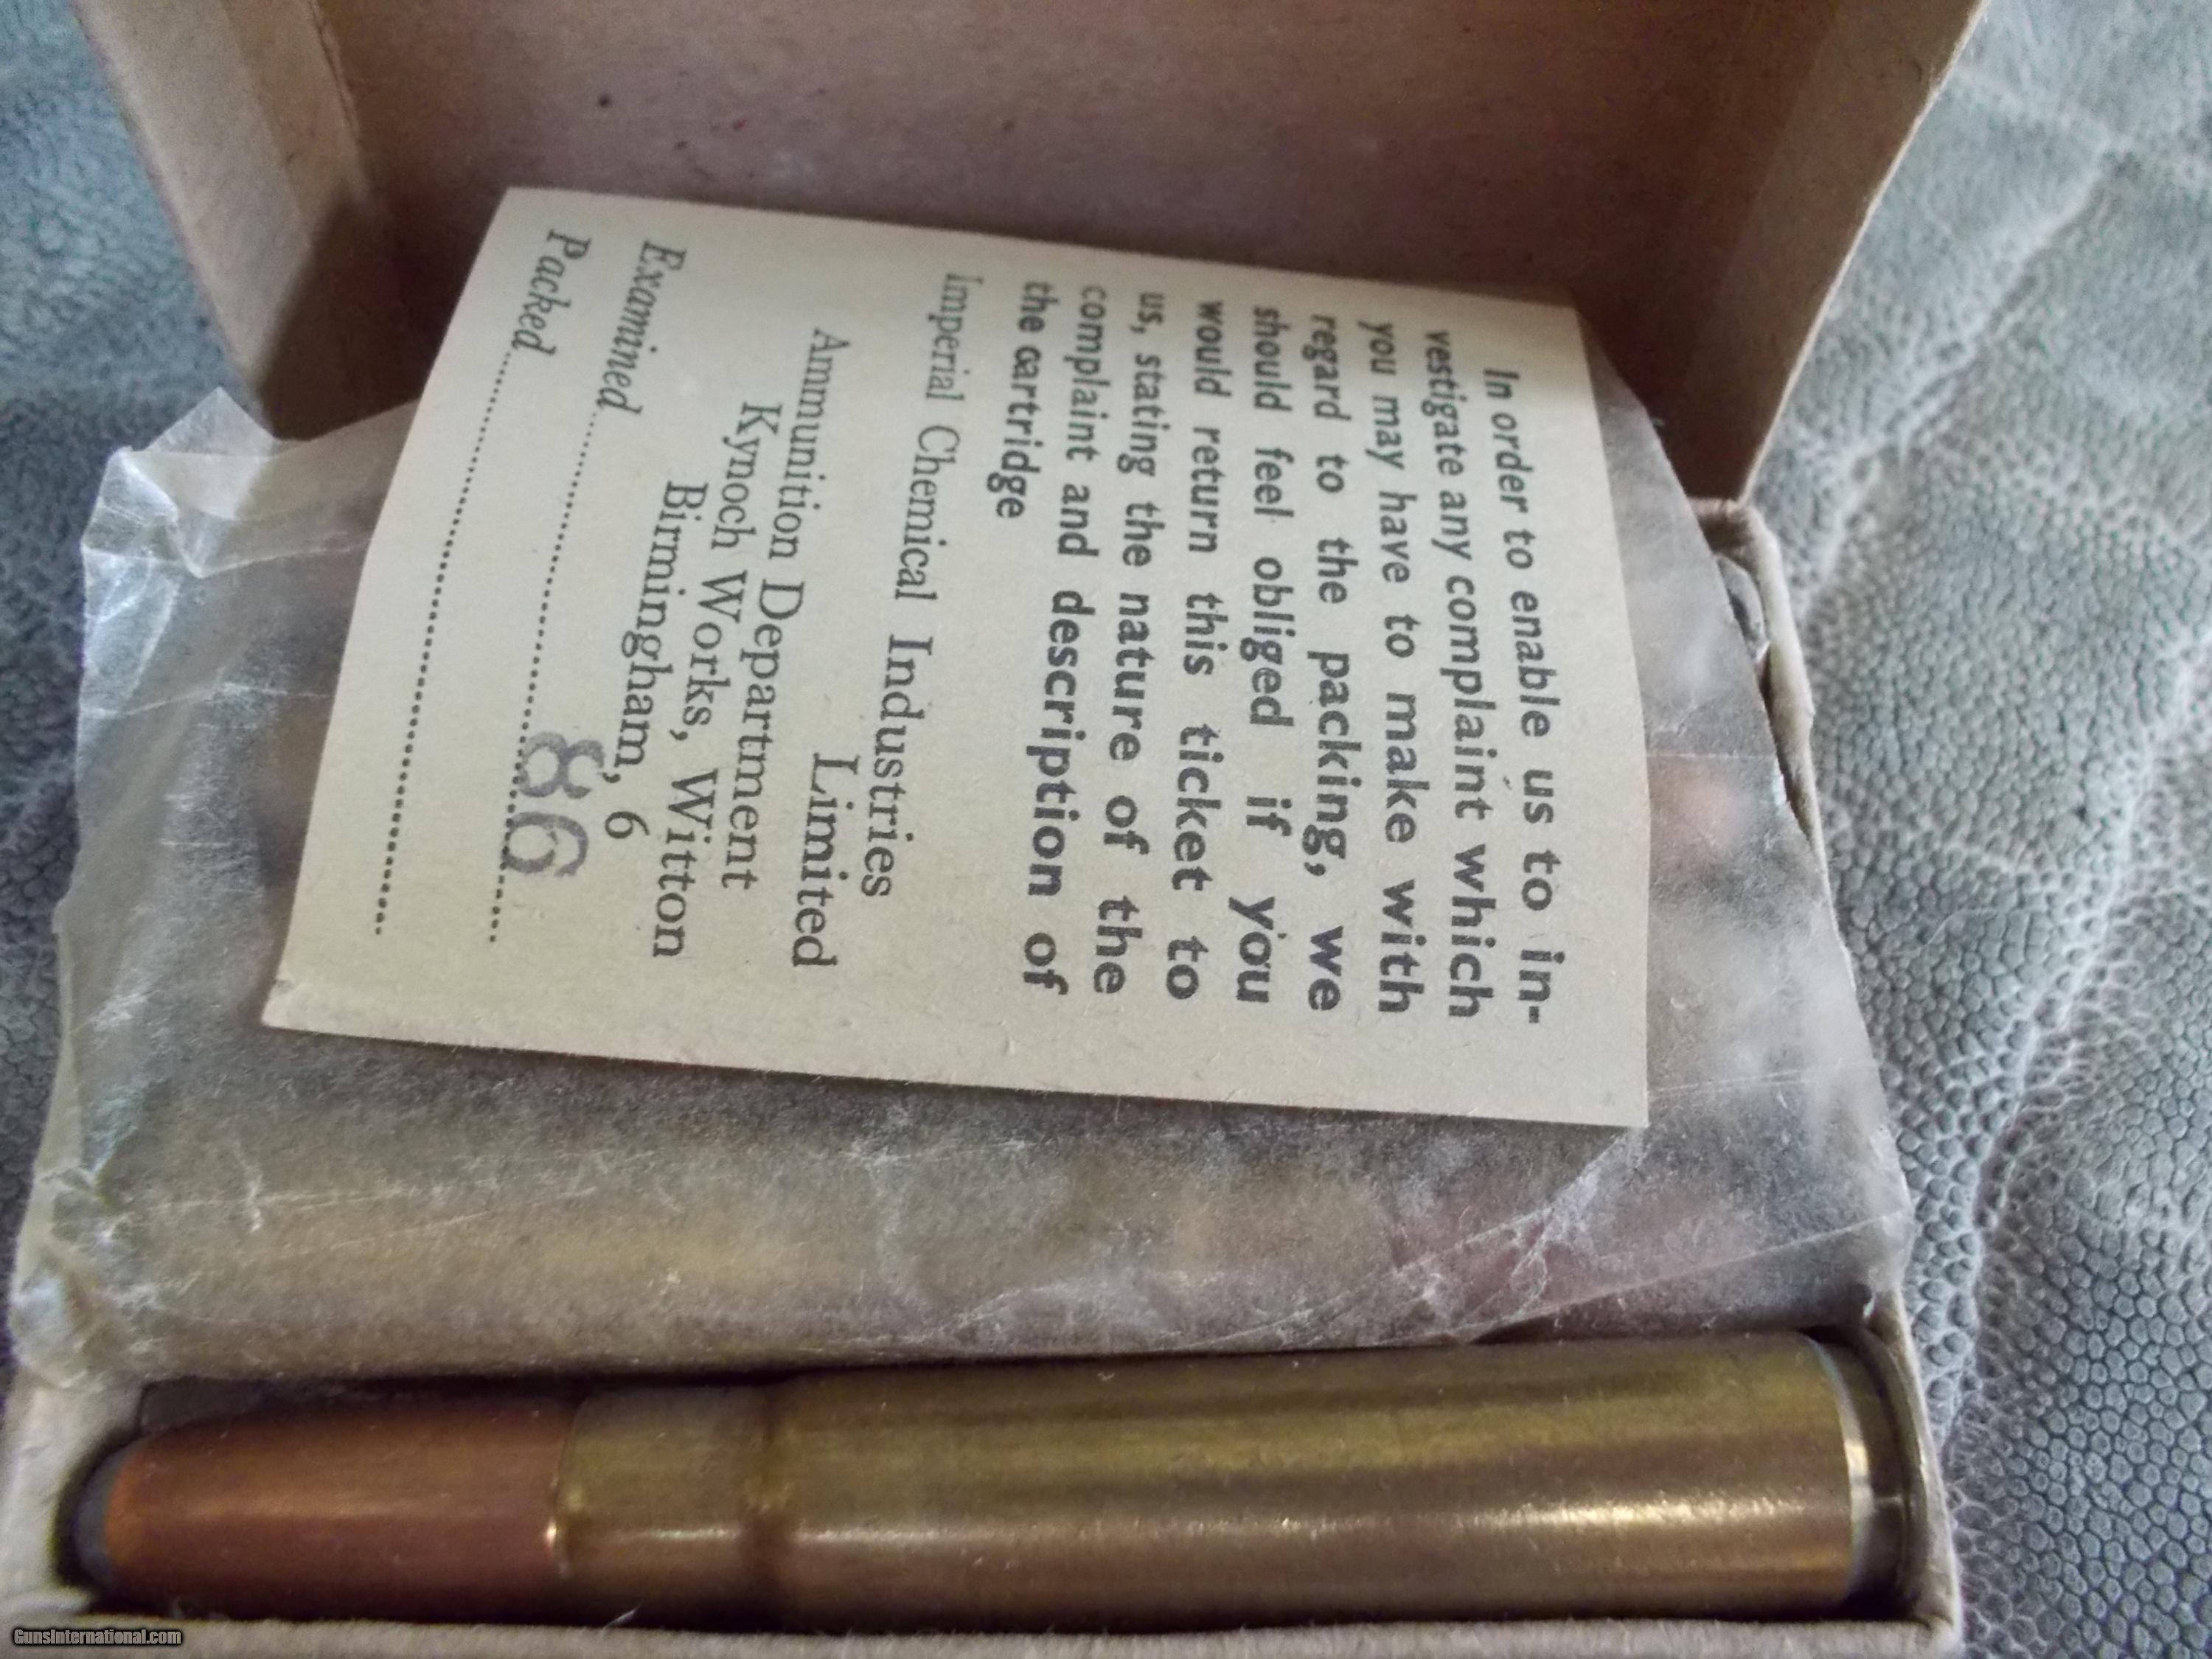 In order to enable us to in-
vestigate any complaint which
you may have to make with
regard to the packing, we
should feel obliged if you
would return this ticket to
us, stating the nature of the
complaint and description of
the cartridge
Imperial Chemical Industries
Limited
Ammunition Department
Kynoch Works, Witton
Birmingham, 6
Examined 86
Packed
GunsInternational.com